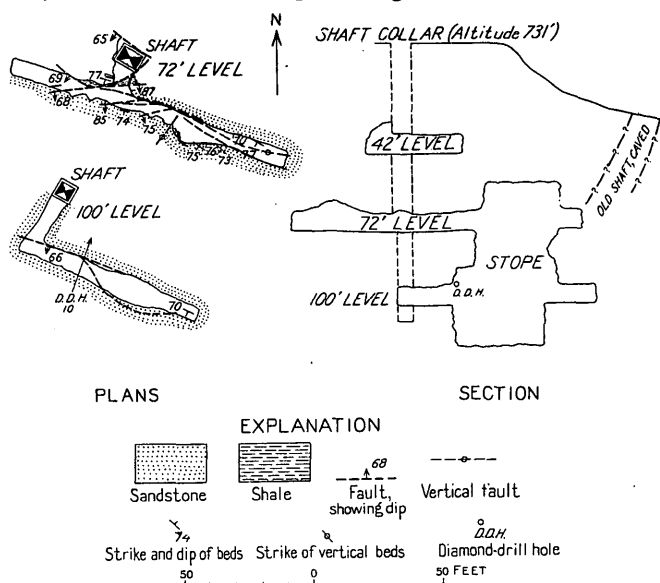 65
SHAFT
72' LEVEL
N
77
69
68
87
85
74
75
75
76
73
70
SHAFT
100' LEVEL
66
D.D.H.
10
70
SHAFT COLLAR (Altitude 731')
42' LEVEL
OLD SHAFT, CAVED
72' LEVEL
STOPE
100' LEVEL
D.D.H.
PLANS
SECTION
EXPLANATION
Sandstone
Shale
68
Fault, showing dip
Vertical fault
74
Strike and dip of beds
Strike of vertical beds
D.D.H.
Diamond-drill hole
50
0
50 FEET